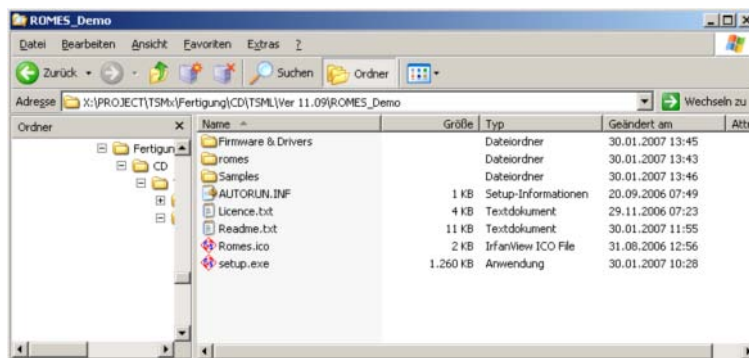 ROMES_Demo
Datei Bearbeiten Ansicht Favoriten Extras ?
Zurück Suchen Ordner
Adresse X:\PROJECT\TSMx\Fertigung\CD\TSML\Ver 11.09\ROMES_Demo Wechseln zu
Ordner x Name Größe Typ Geändert am Attr
Fertigun Firmware & Drivers Dateiordner 30.01.2007 13:45
CD romes Dateiordner 30.01.2007 13:43
Samples Dateiordner 30.01.2007 13:46
AUTORUN.INF 1 KB Setup-Informationen 20.09.2006 07:49
Licence.txt 4 KB Textdokument 29.11.2006 07:23
Readme.txt 11 KB Textdokument 30.01.2007 11:55
Romes.ico 2 KB IrfanView ICO File 31.08.2006 12:56
setup.exe 1.260 KB Anwendung 30.01.2007 10:28